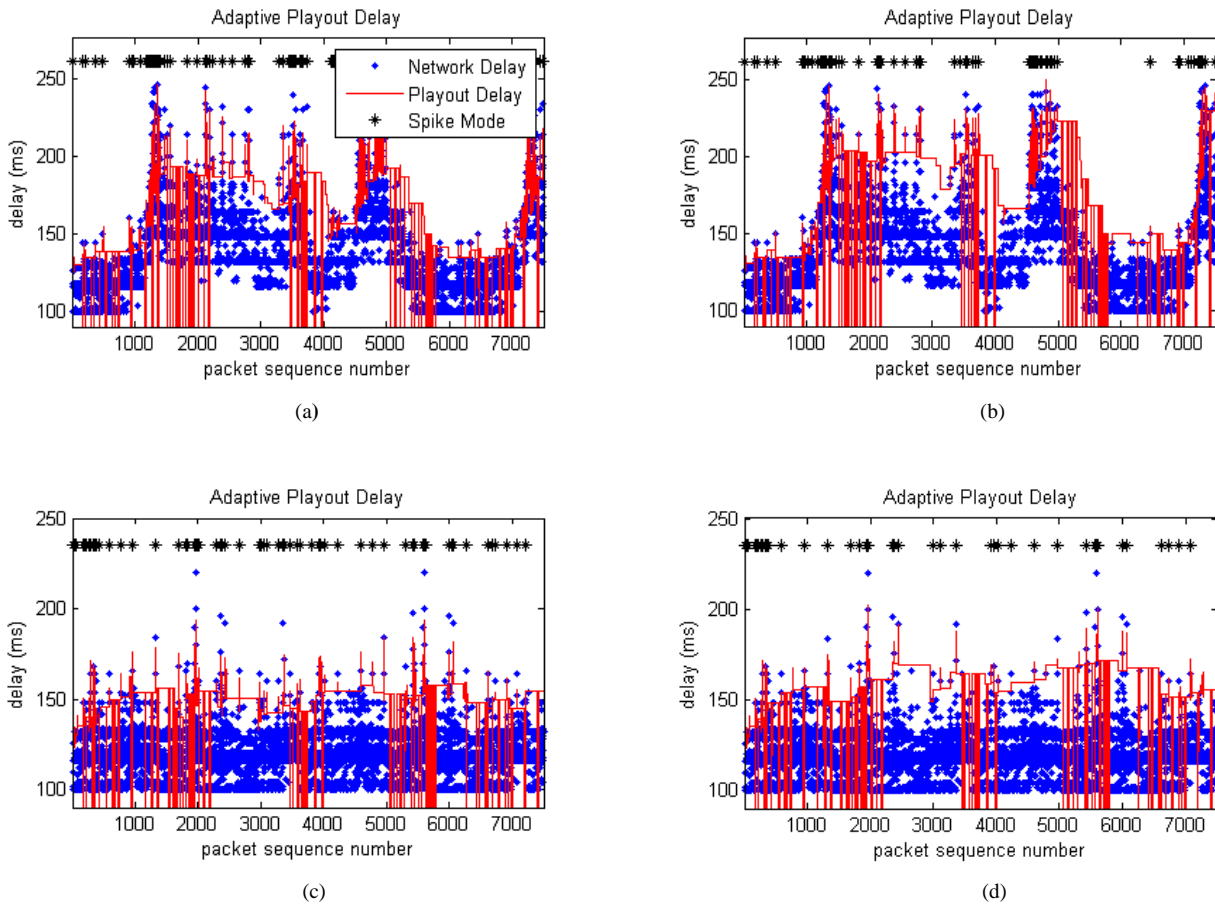 Adaptive Playout Delay
250
200
150
100
delay (ms)
Network Delay
Playout Delay
Spike Mode
1000 2000 3000 4000 5000 6000 7000
packet sequence number
(a)
Adaptive Playout Delay
250
200
150
100
delay (ms)
1000 2000 3000 4000 5000 6000 7000
packet sequence number
(b)
Adaptive Playout Delay
250
200
150
100
delay (ms)
1000 2000 3000 4000 5000 6000 7000
packet sequence number
(c)
Adaptive Playout Delay
250
200
150
100
delay (ms)
1000 2000 3000 4000 5000 6000 7000
packet sequence number
(d)